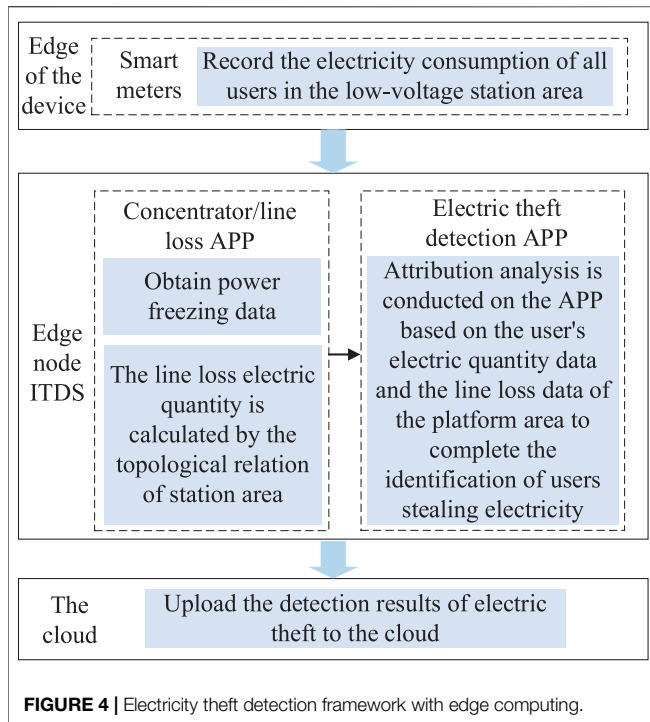 Edge
of the
device
Smart
meters
Record the electricity consumption of all
users in the low-voltage station area
Edge
node
ITDS
Concentrator/line
loss APP
Obtain power
freezing data
The line loss electric
quantity is
calculated by the
topological relation
of station area
Electric theft
detection APP
Attribution analysis is
conducted on the APP
based on the user's
electric quantity data
and the line loss data of
the platform area to
complete the
identification of users
stealing electricity
The
cloud
Upload the detection results of electric
theft to the cloud
FIGURE 4 | Electricity theft detection framework with edge computing.